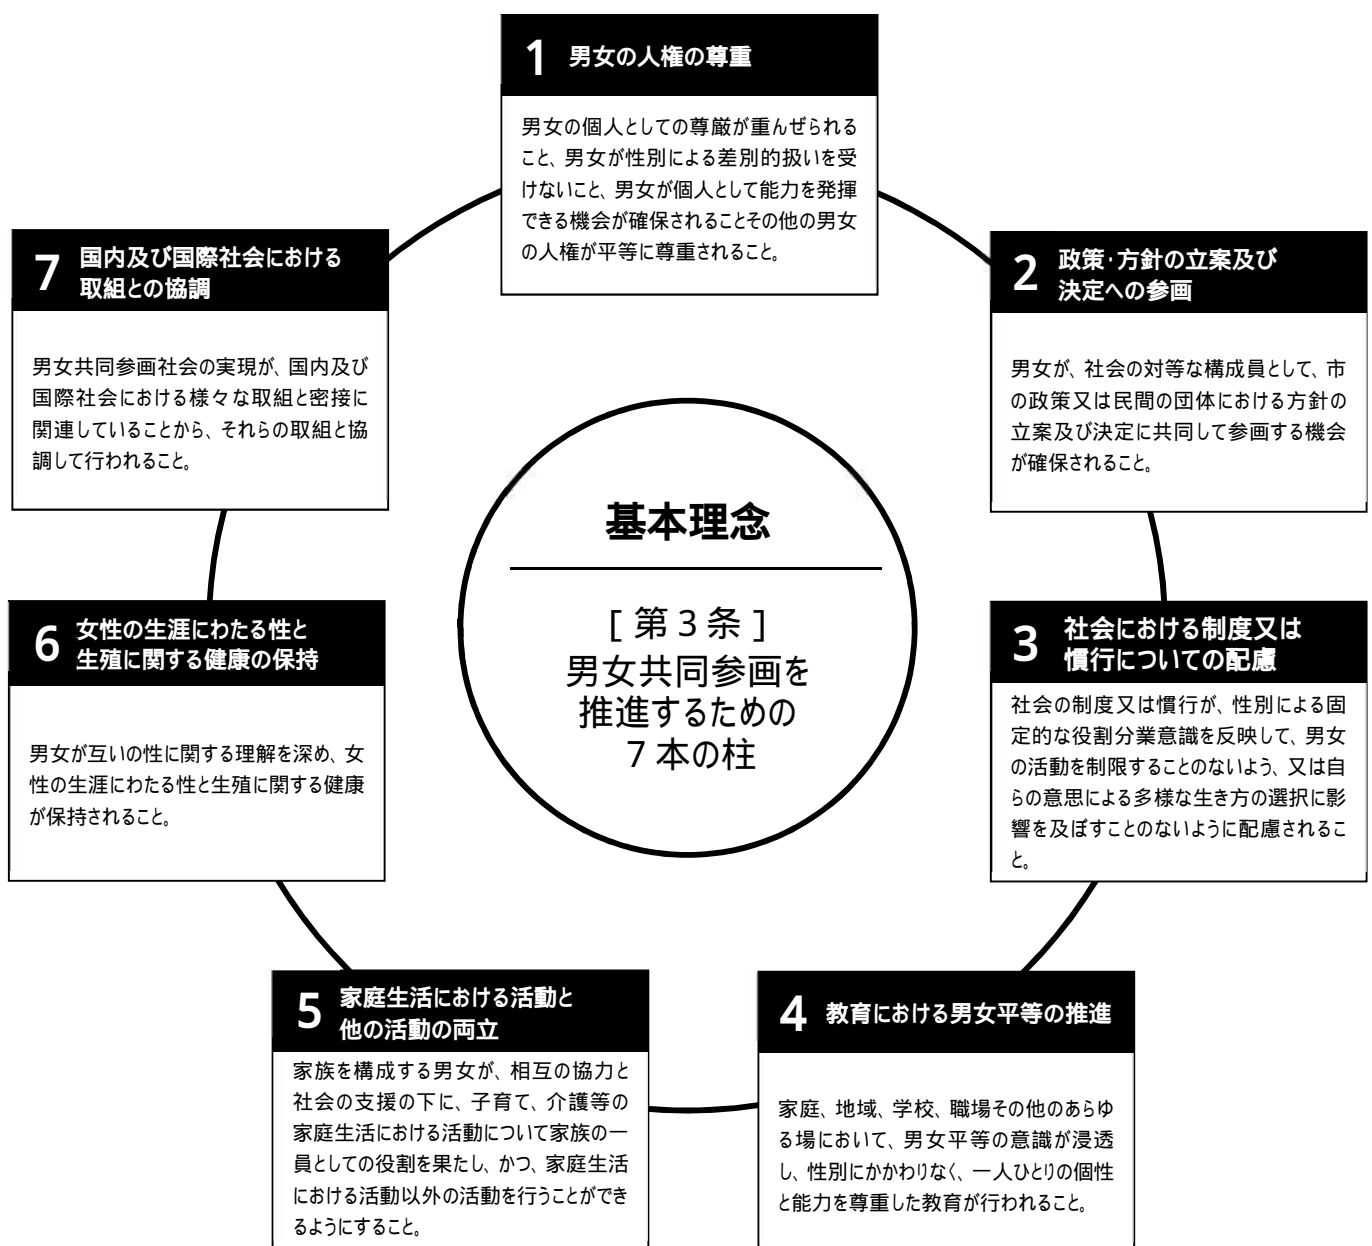 1 男女の人権の尊重
男女の個人としての尊厳が重んぜられる
こと、男女が性別による差別的扱いを受
けないこと、男女が個人として能力を発揮
できる機会が確保されることその他の男女
の人権が平等に尊重されること。
2 政策・方針の立案及び
決定への参画
男女が、社会の対等な構成員として、市
の政策又は民間の団体における方針の
立案及び決定に共同して参画する機会
が確保されること。
3 社会における制度又は
慣行についての配慮
社会の制度又は慣行が、性別による固
定的な役割分業意識を反映して、男女
の活動を制限することのないよう、又は自
らの意思による多様な生き方の選択に影
響を及ぼすことのないように配慮されるこ
と。
4 教育における男女平等の推進
家庭、地域、学校、職場その他のあらゆ
る場において、男女平等の意識が浸透
し、性別にかかわりなく、一人ひとりの個性
と能力を尊重した教育が行われること。
5 家庭生活における活動と
他の活動の両立
家族を構成する男女が、相互の協力と
社会の支援の下に、子育て、介護等の
家庭生活における活動について家族の一
員としての役割を果たし、かつ、家庭生活
における活動以外の活動を行うことができ
るようにすること。
6 女性の生涯にわたる性と
生殖に関する健康の保持
男女が互いの性に関する理解を深め、女
性の生涯にわたる性と生殖に関する健康
が保持されること。
7 国内及び国際社会における
取組との協調
男女共同参画社会の実現が、国内及び
国際社会における様々な取組と密接に
関連していることから、それらの取組と協
調して行われること。
基本理念
[第3条]
男女共同参画を
推進するための
7本の柱